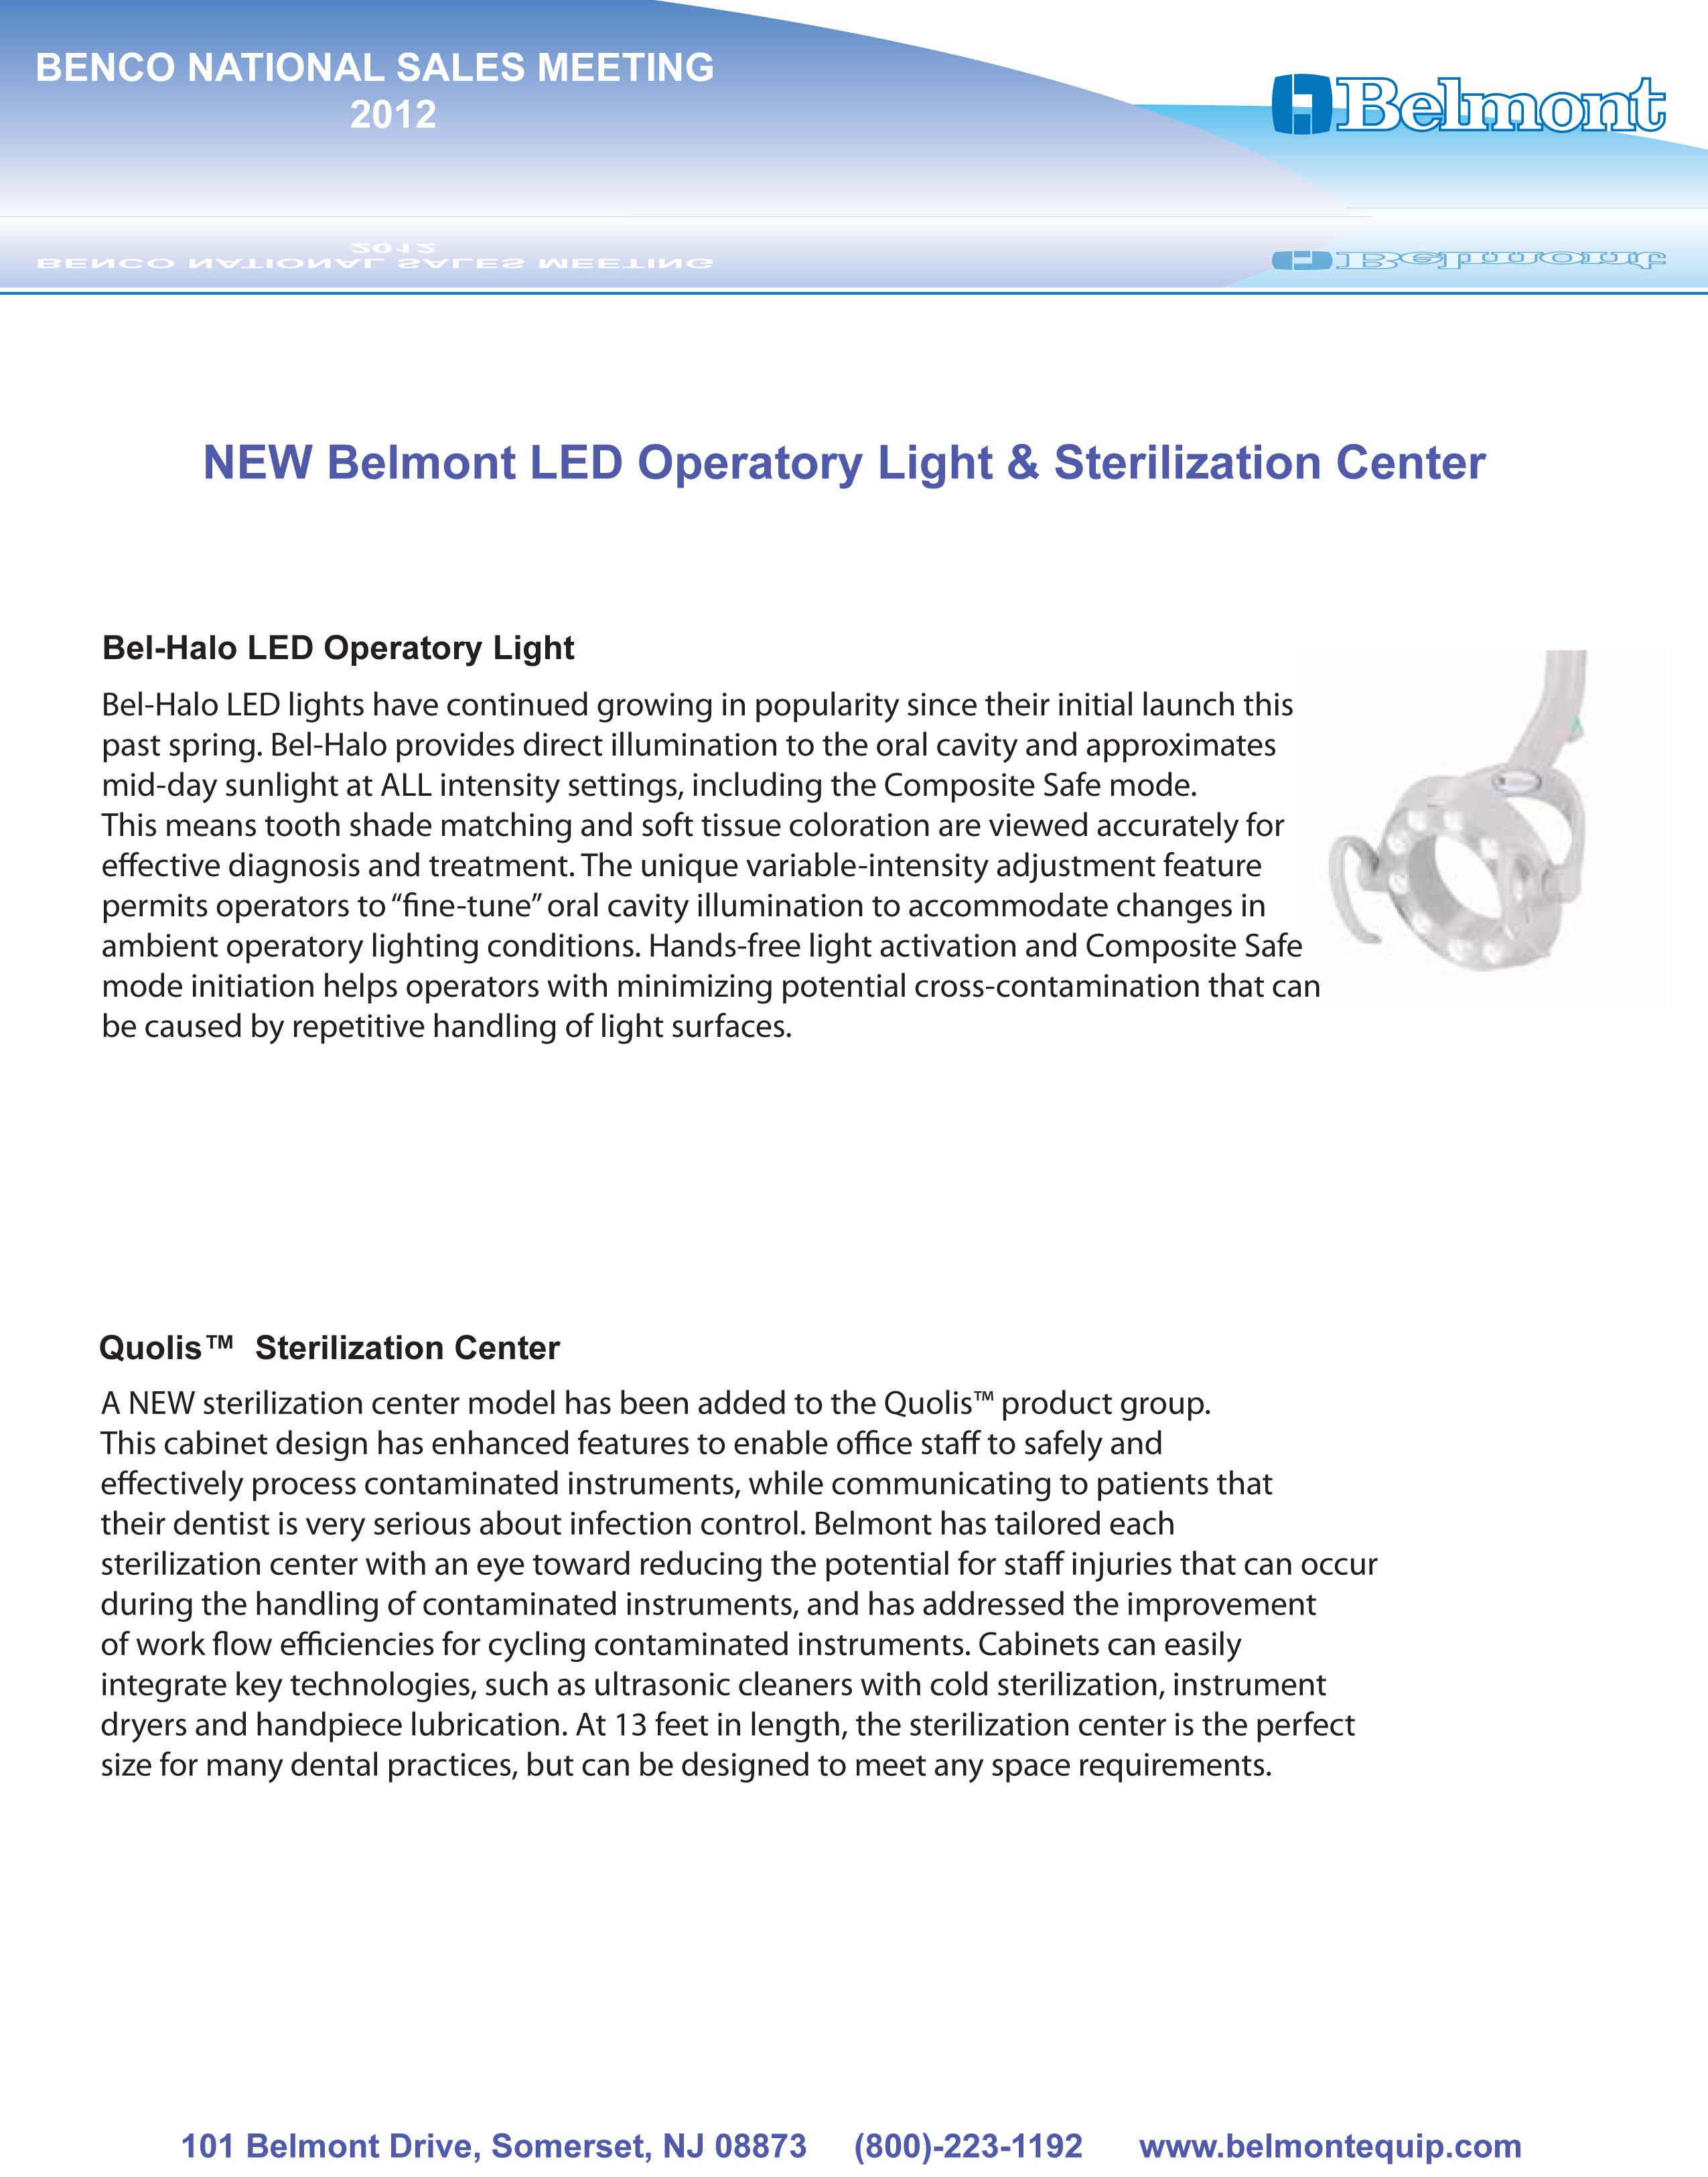 BENCO NATIONAL SALES MEETING
2012
Belmont
NEW Belmont LED Operatory Light & Sterilization Center
Bel-Halo LED Operatory Light
Bel-Halo LED lights have continued growing in popularity since their initial launch this
past spring. Bel-Halo provides direct illumination to the oral cavity and approximates
mid-day sunlight at ALL intensity settings, including the Composite Safe mode.
This means tooth shade matching and soft tissue coloration are viewed accurately for
effective diagnosis and treatment. The unique variable-intensity adjustment feature
permits operators to “fine-tune” oral cavity illumination to accommodate changes in
ambient operatory lighting conditions. Hands-free light activation and Composite Safe
mode initiation helps operators with minimizing potential cross-contamination that can
be caused by repetitive handling of light surfaces.
Quolis™ Sterilization Center
A NEW sterilization center model has been added to the Quolis™ product group.
This cabinet design has enhanced features to enable office staff to safely and
effectively process contaminated instruments, while communicating to patients that
their dentist is very serious about infection control. Belmont has tailored each
sterilization center with an eye toward reducing the potential for staff injuries that can occur
during the handling of contaminated instruments, and has addressed the improvement
of work flow efficiencies for cycling contaminated instruments. Cabinets can easily
integrate key technologies, such as ultrasonic cleaners with cold sterilization, instrument
dryers and handpiece lubrication. At 13 feet in length, the sterilization center is the perfect
size for many dental practices, but can be designed to meet any space requirements.
101 Belmont Drive, Somerset, NJ 08873 (800)-223-1192 www.belmontequip.com